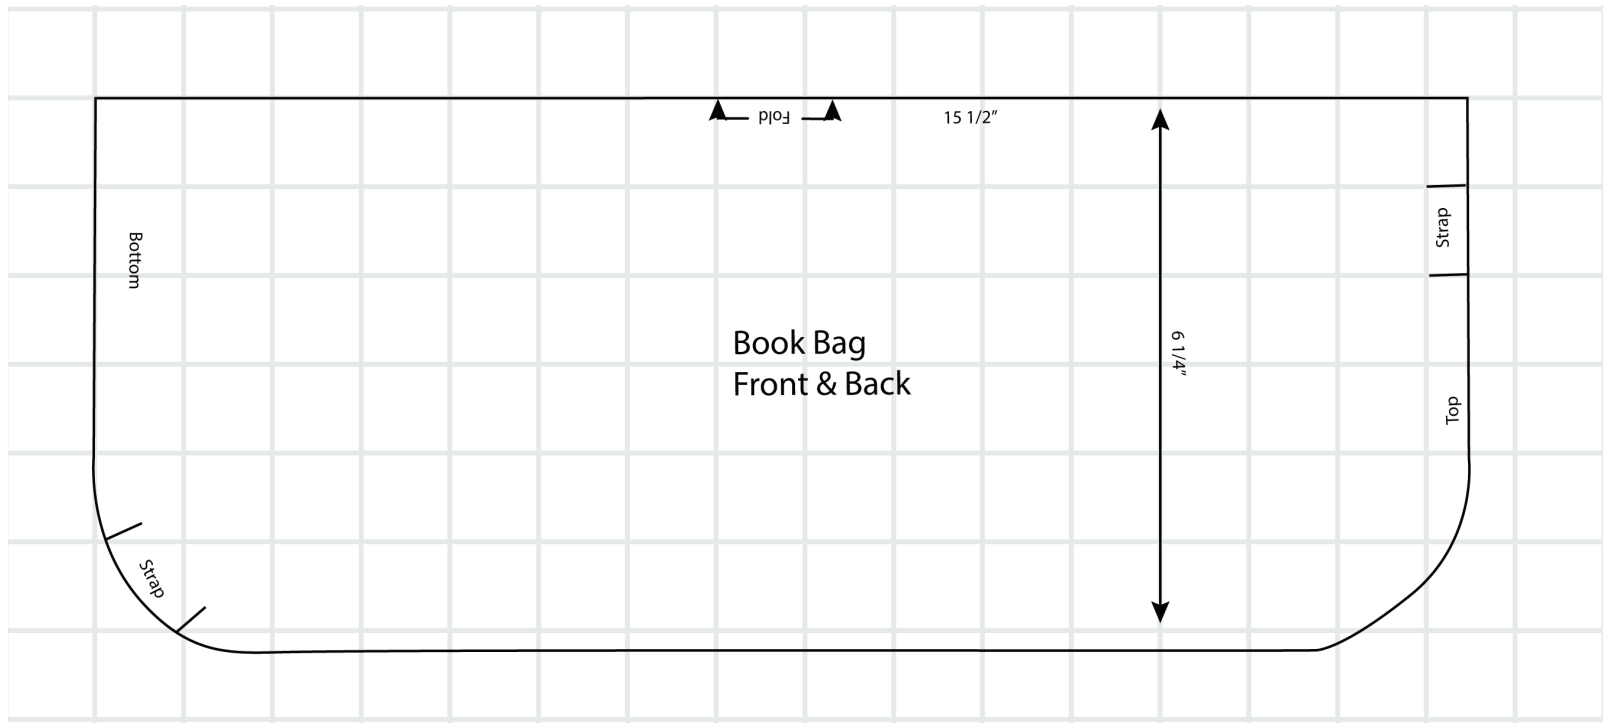 Fold
15 1/2”
Bottom
Strap
Book Bag
Front & Back
6 1/4”
Top
Strap